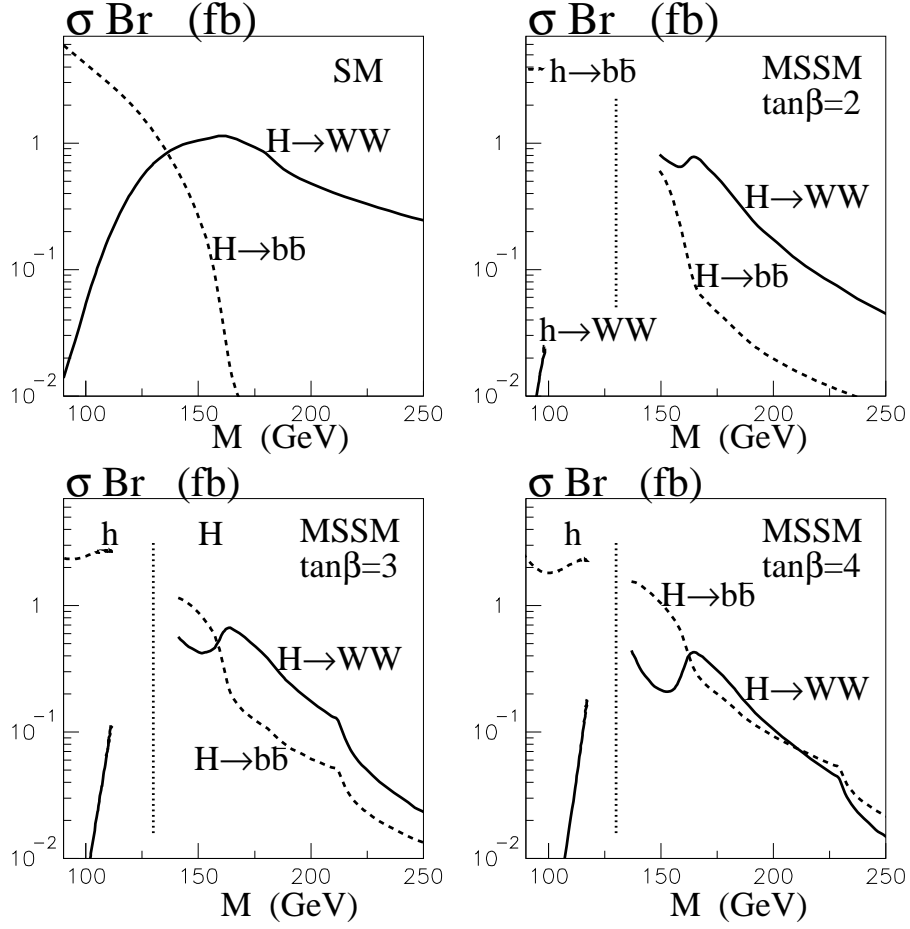 σ Br (fb)
SM
H→WW
H→bb̄
1
10⁻¹
10⁻²
100 150 200 250
M (GeV)
σ Br (fb)
h→bb̄
MSSM
tanβ=2
H→WW
H→bb̄
h→WW
1
10⁻¹
10⁻²
100 150 200 250
M (GeV)
σ Br (fb)
h H MSSM
tanβ=3
H→WW
H→bb̄
1
10⁻¹
10⁻²
100 150 200 250
M (GeV)
σ Br (fb)
h MSSM
tanβ=4
H→bb̄
H→WW
1
10⁻¹
10⁻²
100 150 200 250
M (GeV)